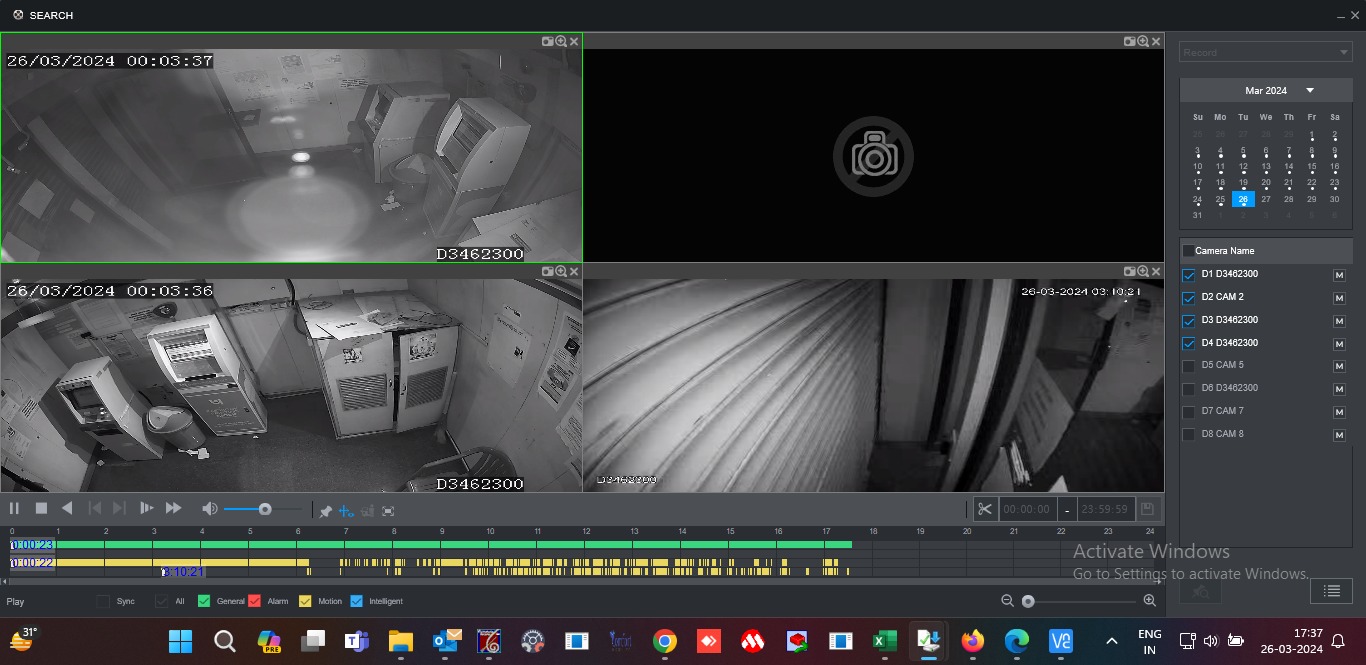 SEARCH
26/03/2024 00:03:37
D3462300
26/03/2024 00:03:36
D3462300
26-03-2024 03:10:21
D3462300
Record
Mar 2024
Su Mo Tu We Th Fr Sa
25 26 27 28 29 1 2
3 4 5 6 7 8 9
10 11 12 13 14 15 16
17 18 19 20 21 22 23
24 25 26 27 28 29 30
31 1 2 3 4 5 6
Camera Name
D1 D3462300 M
D2 CAM 2 M
D3 D3462300 M
D4 D3462300 M
D5 CAM 5 M
D6 D3462300 M
D7 CAM 7 M
D8 CAM 8 M
00:00:00 - 23:59:59
0 1 2 3 4 5 6 7 8 9 10 11 12 13 14 15 16 17 18 19 20 21 22 23 24
0:00:23
0:00:22
3:10:21
Activate Windows
Go to Settings to activate Windows.
Play Sync All General Alarm Motion Intelligent
31°
PRE
ENG
IN
17:37
26-03-2024